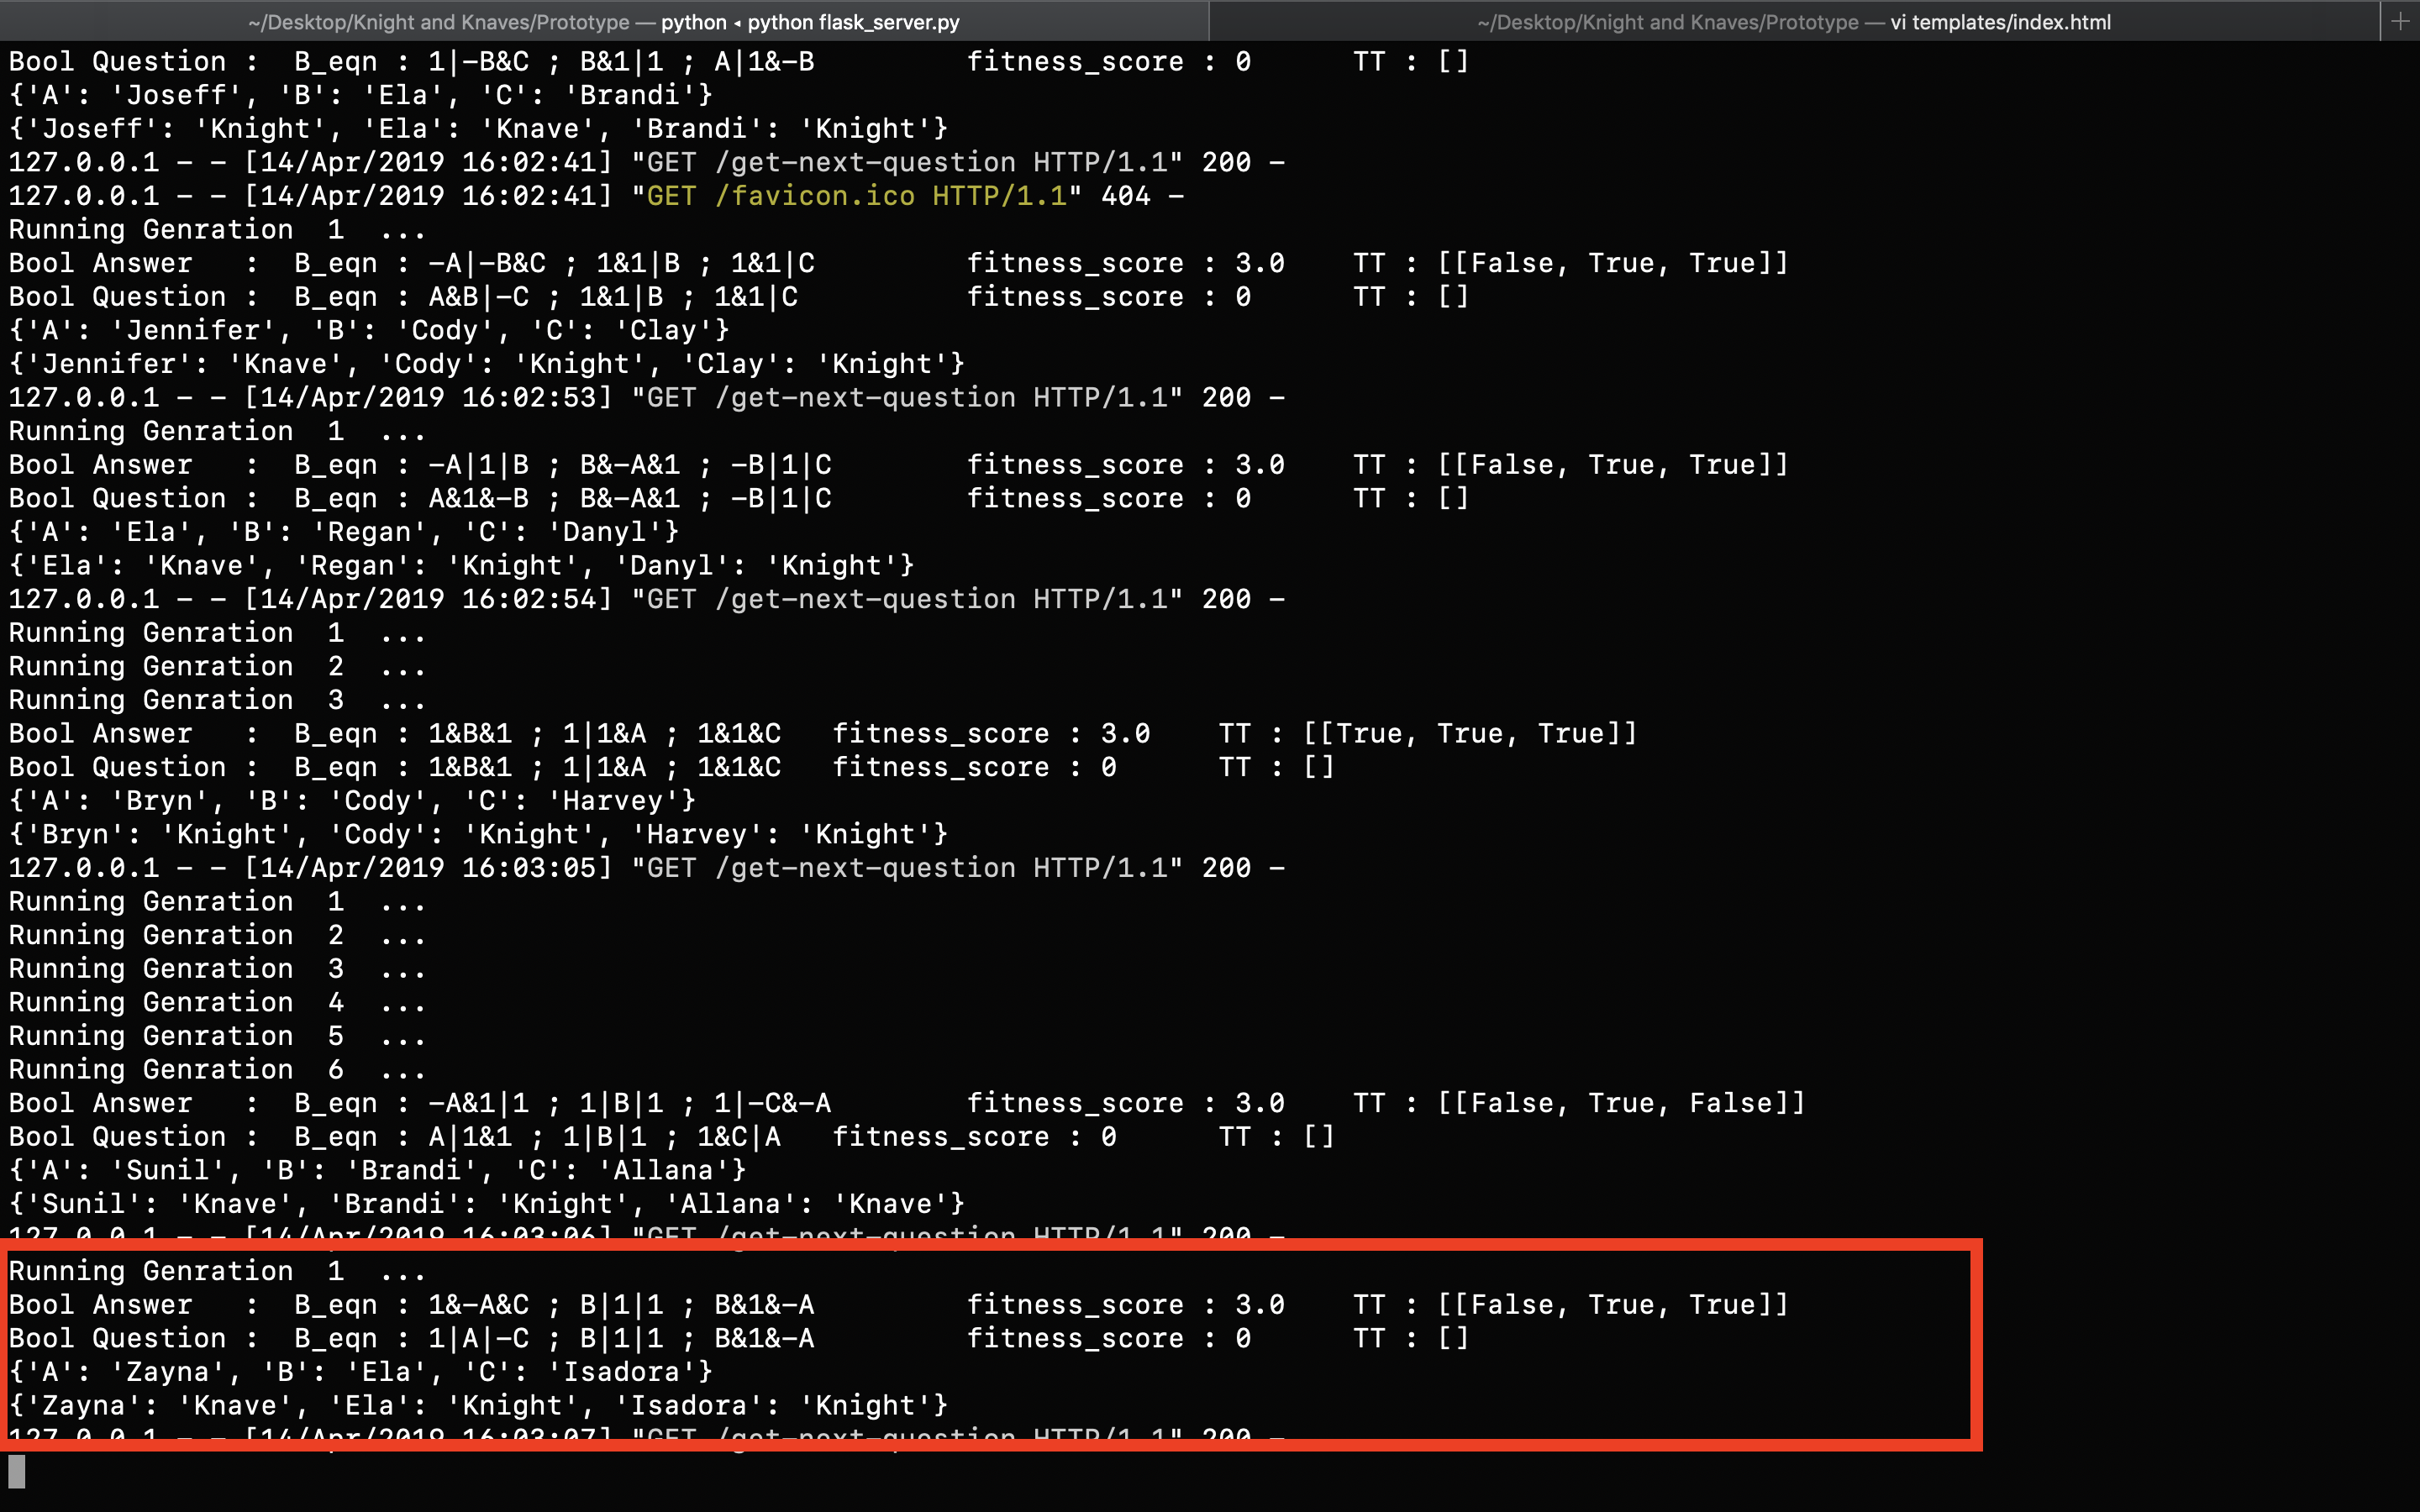 ~/Desktop/Knight and Knaves/Prototype — python ◂ python flask_server.py
~/Desktop/Knight and Knaves/Prototype — vi templates/index.html
+
Bool Question :  B_eqn : 1|-B&C ; B&1|1 ; A|1&-B         fitness_score : 0      TT : []
{'A': 'Joseff', 'B': 'Ela', 'C': 'Brandi'}
{'Joseff': 'Knight', 'Ela': 'Knave', 'Brandi': 'Knight'}
127.0.0.1 - - [14/Apr/2019 16:02:41] "GET /get-next-question HTTP/1.1" 200 -
127.0.0.1 - - [14/Apr/2019 16:02:41] "GET /favicon.ico HTTP/1.1" 404 -
Running Genration  1  ...
Bool Answer   :  B_eqn : -A|-B&C ; 1&1|B ; 1&1|C         fitness_score : 3.0    TT : [[False, True, True]]
Bool Question :  B_eqn : A&B|-C ; 1&1|B ; 1&1|C          fitness_score : 0      TT : []
{'A': 'Jennifer', 'B': 'Cody', 'C': 'Clay'}
{'Jennifer': 'Knave', 'Cody': 'Knight', 'Clay': 'Knight'}
127.0.0.1 - - [14/Apr/2019 16:02:53] "GET /get-next-question HTTP/1.1" 200 -
Running Genration  1  ...
Bool Answer   :  B_eqn : -A|1|B ; B&-A&1 ; -B|1|C        fitness_score : 3.0    TT : [[False, True, True]]
Bool Question :  B_eqn : A&1&-B ; B&-A&1 ; -B|1|C        fitness_score : 0      TT : []
{'A': 'Ela', 'B': 'Regan', 'C': 'Danyl'}
{'Ela': 'Knave', 'Regan': 'Knight', 'Danyl': 'Knight'}
127.0.0.1 - - [14/Apr/2019 16:02:54] "GET /get-next-question HTTP/1.1" 200 -
Running Genration  1  ...
Running Genration  2  ...
Running Genration  3  ...
Bool Answer   :  B_eqn : 1&B&1 ; 1|1&A ; 1&1&C   fitness_score : 3.0    TT : [[True, True, True]]
Bool Question :  B_eqn : 1&B&1 ; 1|1&A ; 1&1&C   fitness_score : 0      TT : []
{'A': 'Bryn', 'B': 'Cody', 'C': 'Harvey'}
{'Bryn': 'Knight', 'Cody': 'Knight', 'Harvey': 'Knight'}
127.0.0.1 - - [14/Apr/2019 16:03:05] "GET /get-next-question HTTP/1.1" 200 -
Running Genration  1  ...
Running Genration  2  ...
Running Genration  3  ...
Running Genration  4  ...
Running Genration  5  ...
Running Genration  6  ...
Bool Answer   :  B_eqn : -A&1|1 ; 1|B|1 ; 1|-C&-A        fitness_score : 3.0    TT : [[False, True, False]]
Bool Question :  B_eqn : A|1&1 ; 1|B|1 ; 1&C|A   fitness_score : 0      TT : []
{'A': 'Sunil', 'B': 'Brandi', 'C': 'Allana'}
{'Sunil': 'Knave', 'Brandi': 'Knight', 'Allana': 'Knave'}
127.0.0.1 - - [14/Apr/2019 16:03:06] "GET /get-next-question HTTP/1.1" 200 -
Running Genration  1  ...
Bool Answer   :  B_eqn : 1&-A&C ; B|1|1 ; B&1&-A         fitness_score : 3.0    TT : [[False, True, True]]
Bool Question :  B_eqn : 1|A|-C ; B|1|1 ; B&1&-A         fitness_score : 0      TT : []
{'A': 'Zayna', 'B': 'Ela', 'C': 'Isadora'}
{'Zayna': 'Knave', 'Ela': 'Knight', 'Isadora': 'Knight'}
127.0.0.1 - - [14/Apr/2019 16:03:07] "GET /get-next-question HTTP/1.1" 200 -